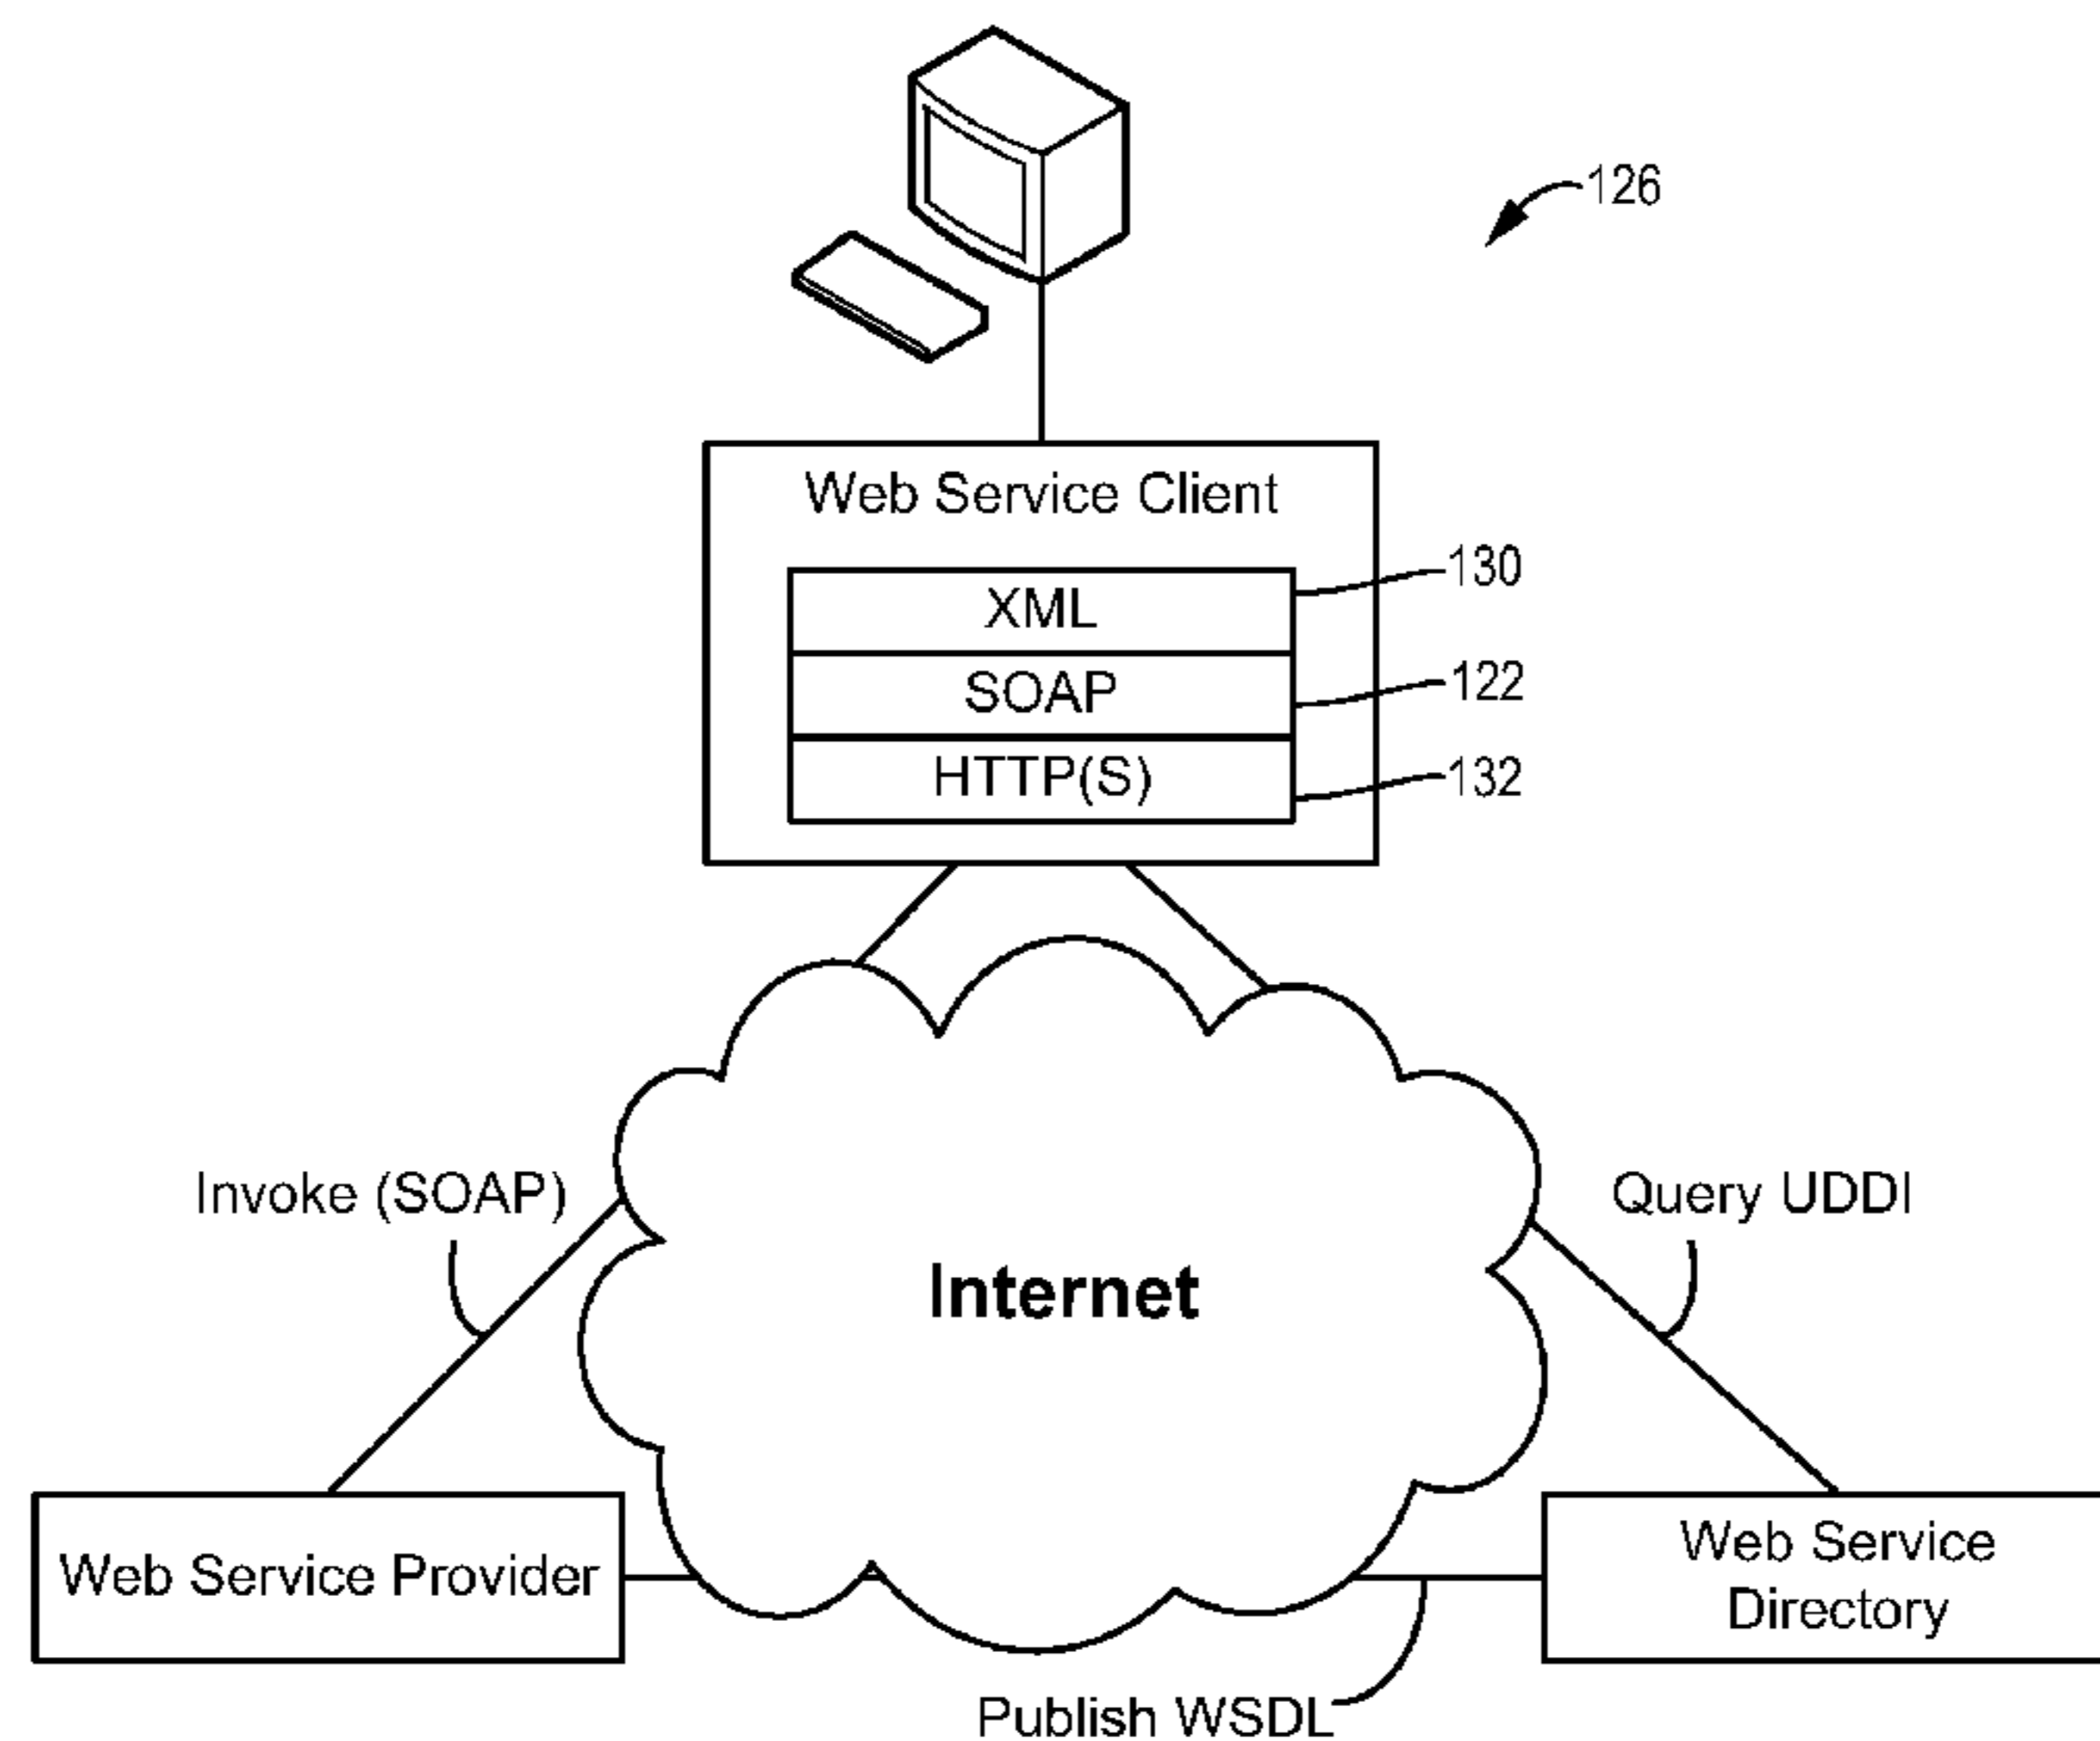 126
Web Service Client
XML
130
SOAP
122
HTTP(S)
132
Invoke (SOAP)
Query UDDI
Internet
Web Service Provider
Web Service
Directory
Publish WSDL